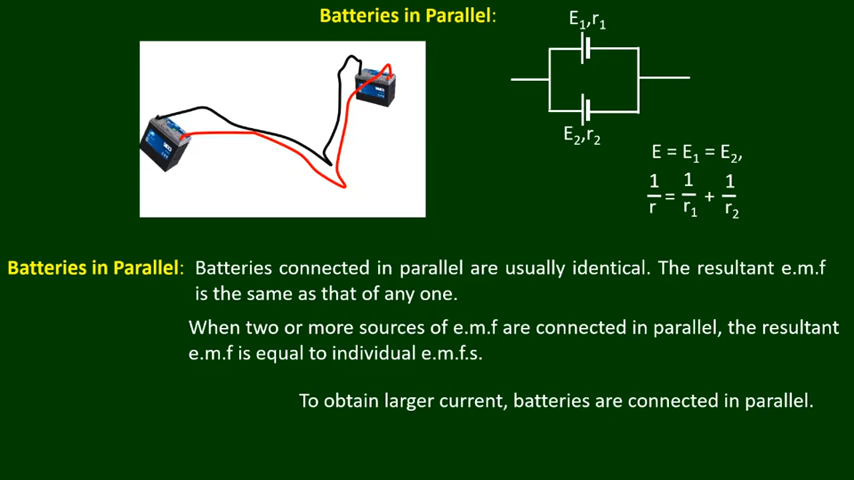 Batteries in Parallel:
E₁,r₁
E₂,r₂
E = E₁ = E₂,
1/r = 1/r₁ + 1/r₂
Batteries in Parallel: Batteries connected in parallel are usually identical. The resultant e.m.f
is the same as that of any one.
When two or more sources of e.m.f are connected in parallel, the resultant
e.m.f is equal to individual e.m.f.s.
To obtain larger current, batteries are connected in parallel.